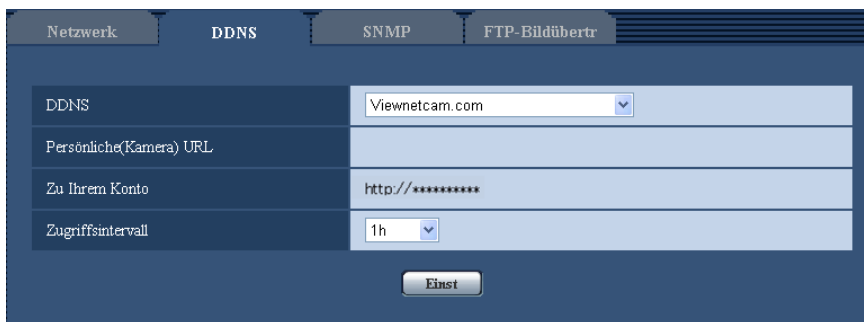 Netzwerk DDNS SNMP FTP-Bildübertr
DDNS Viewnetcam.com
Persönliche(Kamera) URL
Zu Ihrem Konto http://**********
Zugriffsintervall 1h
Einst